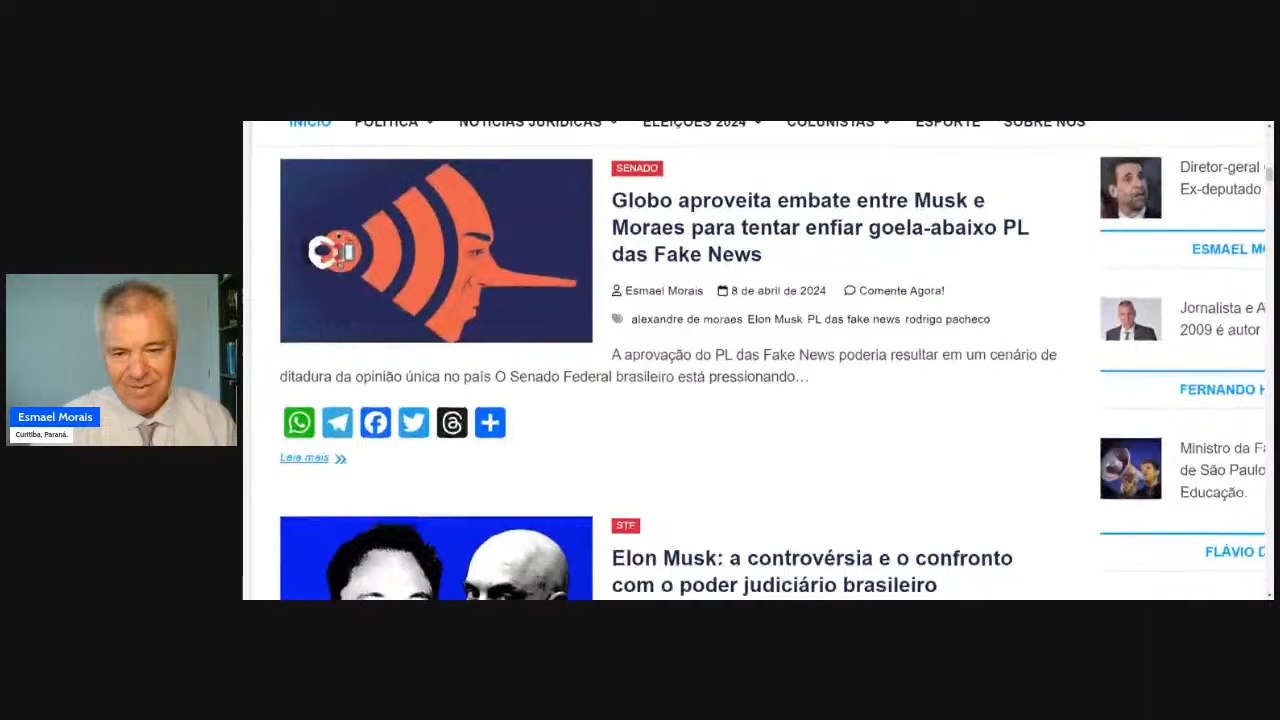 INÍCIO POLÍTICA NOTÍCIAS JURÍDICAS ELEIÇÕES 2024 COLUNISTAS ESPORTE SOBRE NÓS
SENADO
Globo aproveita embate entre Musk e
Moraes para tentar enfiar goela-abaixo PL
das Fake News
Esmael Morais 8 de abril de 2024 Comente Agora!
alexandre de moraes Elon Musk PL das fake news rodrigo pacheco
A aprovação do PL das Fake News poderia resultar em um cenário de
ditadura da opinião única no país O Senado Federal brasileiro está pressionando…
Leia mais
STF
Elon Musk: a controvérsia e o confronto
com o poder judiciário brasileiro
Diretor-geral
Ex-deputado
ESMAEL M
Jornalista e A
2009 é autor
FERNANDO H
Ministro da Fa
de São Paulo
Educação.
FLÁVIO D
Esmael Morais
Curitiba, Paraná.